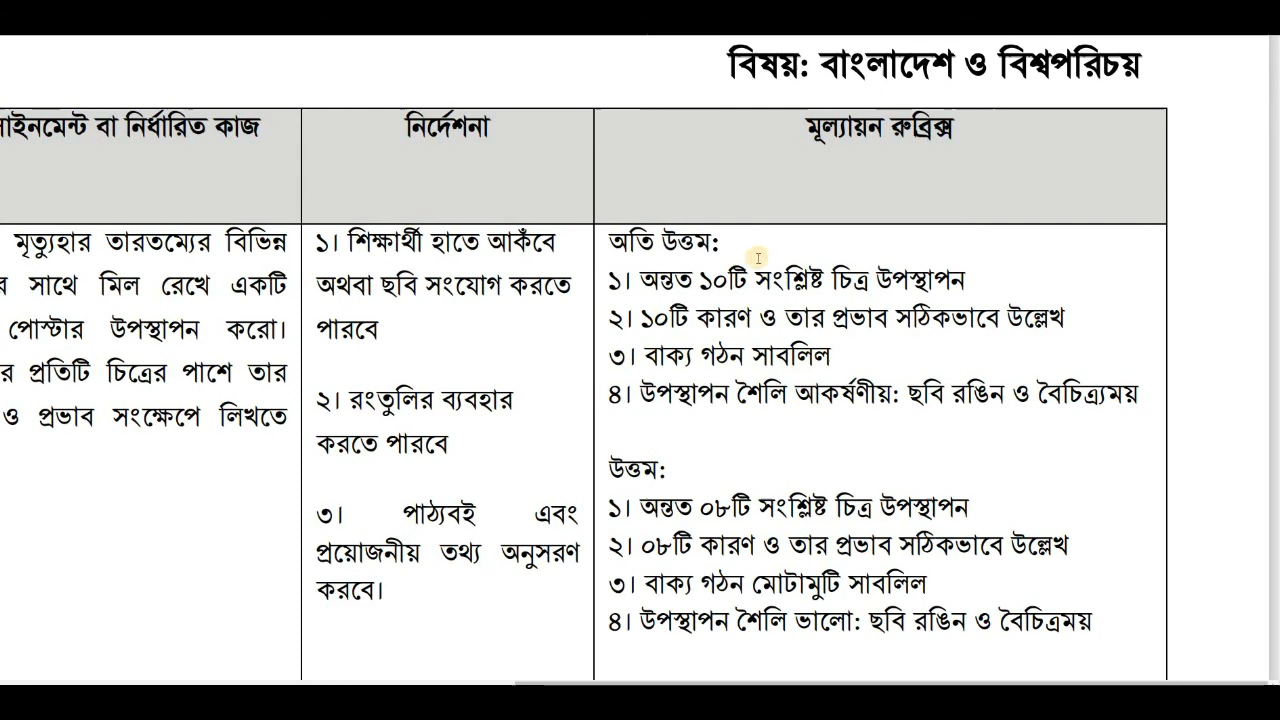 বিষয়: বাংলাদেশ ও বিশ্বপরিচয়
বা নির্ধারিত কাজ
নির্দেশনা
মূল্যায়ন রুব্রিক্স
মৃত্যুহার তারতম্যের বিভিন্ন
সাথে মিল রেখে একটি
পোস্টার উপস্থাপন করো।
প্রতিটি চিত্রের পাশে তার
ও প্রভাব সংক্ষেপে লিখতে
১। শিক্ষার্থী হাতে আকঁবে
অথবা ছবি সংযোগ করতে
পারবে
২। রংতুলির ব্যবহার
করতে পারবে
৩। পাঠ্যবই এবং
প্রয়োজনীয় তথ্য অনুসরণ
করবে।
অতি উত্তম:
১। অন্তত ১০টি সংশ্লিষ্ট চিত্র উপস্থাপন
২। ১০টি কারণ ও তার প্রভাব সঠিকভাবে উল্লেখ
৩। বাক্য গঠন সাবলিল
৪। উপস্থাপন শৈলি আকর্ষণীয়: ছবি রঙিন ও বৈচিত্র্যময়
উত্তম:
১। অন্তত ০৮টি সংশ্লিষ্ট চিত্র উপস্থাপন
২। ০৮টি কারণ ও তার প্রভাব সঠিকভাবে উল্লেখ
৩। বাক্য গঠন মোটামুটি সাবলিল
৪। উপস্থাপন শৈলি ভালো: ছবি রঙিন ও বৈচিত্রময়